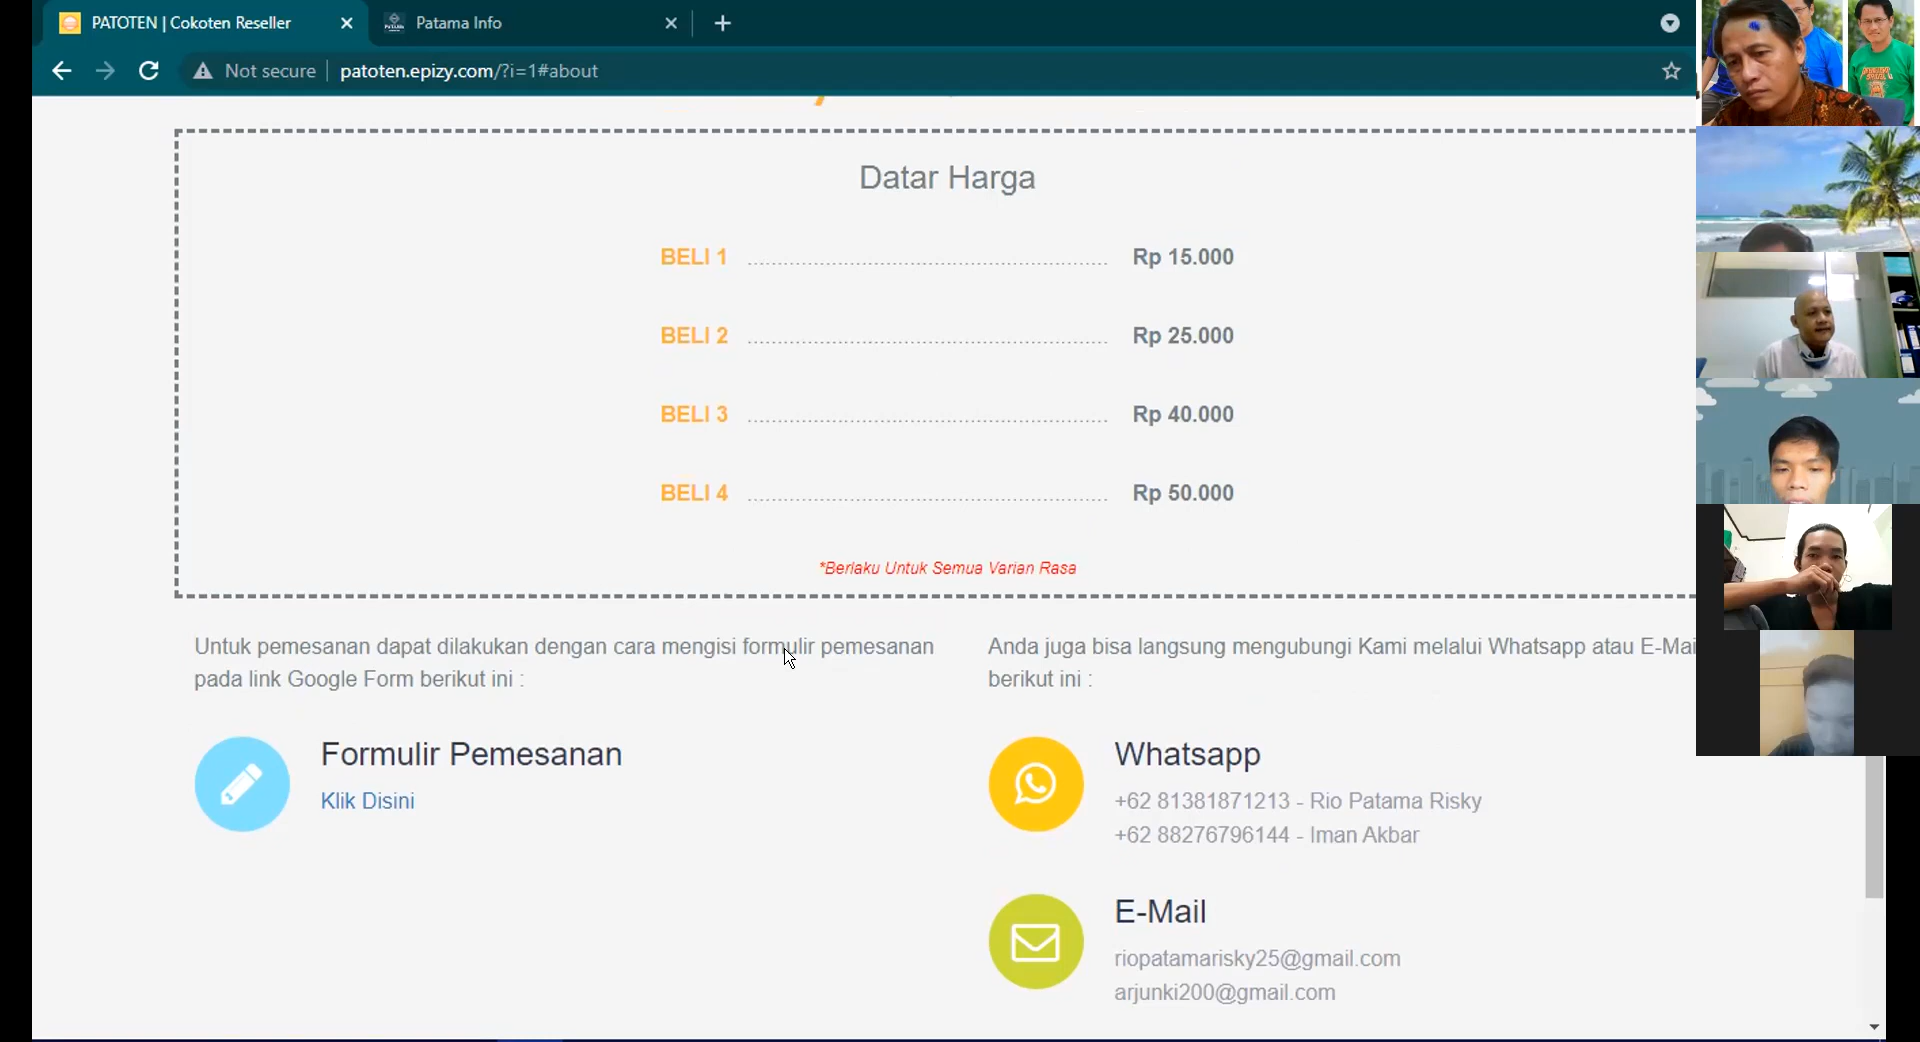 PATOTEN | Cokoten Reseller
Patama Info
Not secure
patoten.epizy.com/?i=1#about
Datar Harga
BELI 1 Rp 15.000
BELI 2 Rp 25.000
BELI 3 Rp 40.000
BELI 4 Rp 50.000
*Berlaku Untuk Semua Varian Rasa
Untuk pemesanan dapat dilakukan dengan cara mengisi formulir pemesanan
pada link Google Form berikut ini :
Formulir Pemesanan
Klik Disini
Anda juga bisa langsung mengubungi Kami melalui Whatsapp atau E-Mai
berikut ini :
Whatsapp
+62 81381871213 - Rio Patama Risky
+62 88276796144 - Iman Akbar
E-Mail
riopatamarisky25@gmail.com
arjunki200@gmail.com